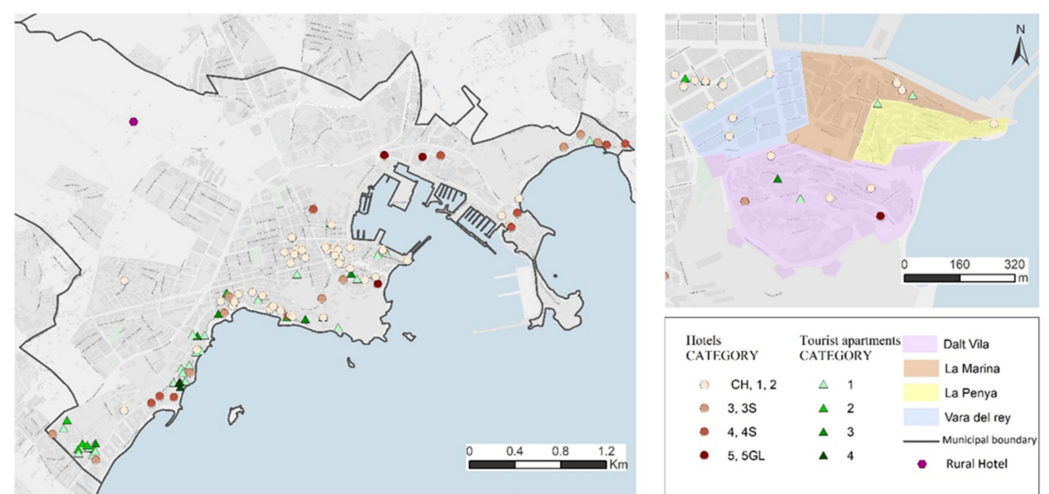 N
0 160 320
m
0 0.4 0.8 1.2
Km
Hotels
CATEGORY
CH, 1, 2
3, 3S
4, 4S
5, 5GL
Tourist apartments
CATEGORY
1
2
3
4
Dalt Vila
La Marina
La Penya
Vara del rey
Municipal boundary
Rural Hotel